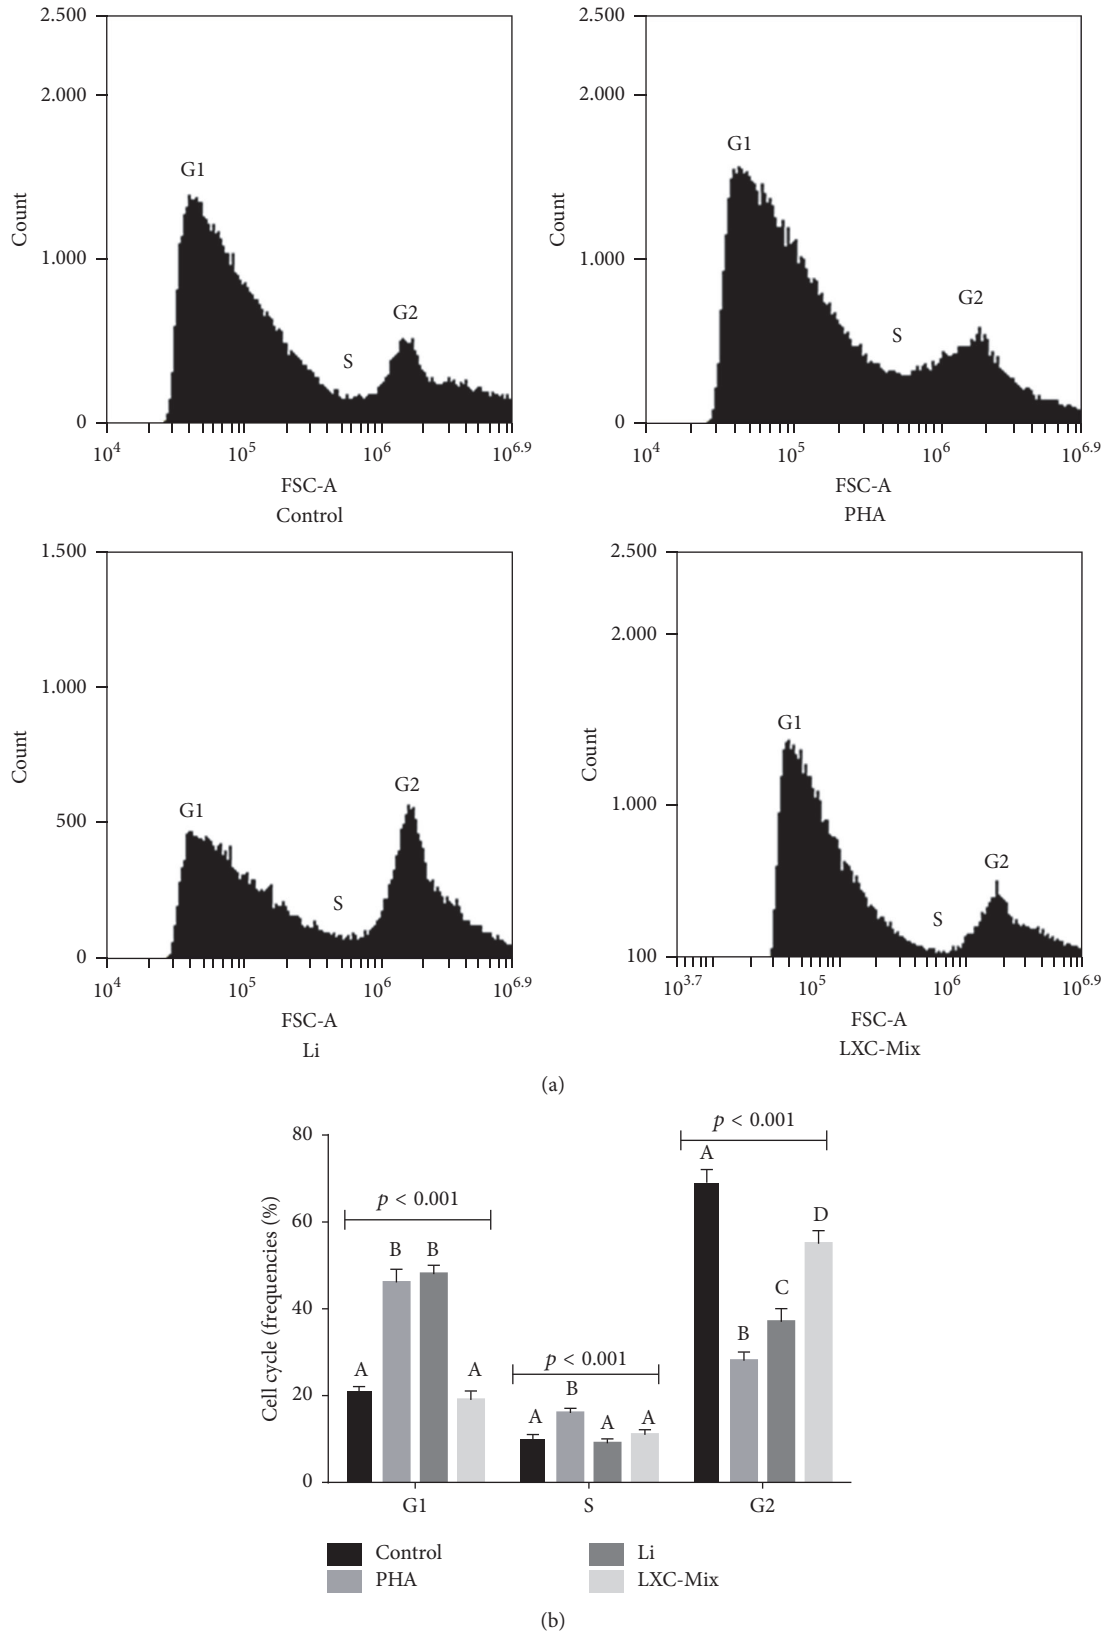 2.500
2.000
Count
1.000
0
G1
S
G2
10^4 10^5 10^6 10^6.9
FSC-A
Control
2.500
2.000
Count
1.000
0
G1
S
G2
10^4 10^5 10^6 10^6.9
FSC-A
PHA
1.500
1.000
Count
500
0
G1
S
G2
10^4 10^5 10^6 10^6.9
FSC-A
Li
2.500
2.000
Count
1.000
100
G1
S
G2
10^3.7 10^5 10^6 10^6.9
FSC-A
LXC-Mix
(a)
Cell cycle (frequencies (%)
80
60
40
20
0
p < 0.001
A B B A
p < 0.001
A B A A
p < 0.001
A B C D
G1 S G2
Control Li
PHA LXC-Mix
(b)